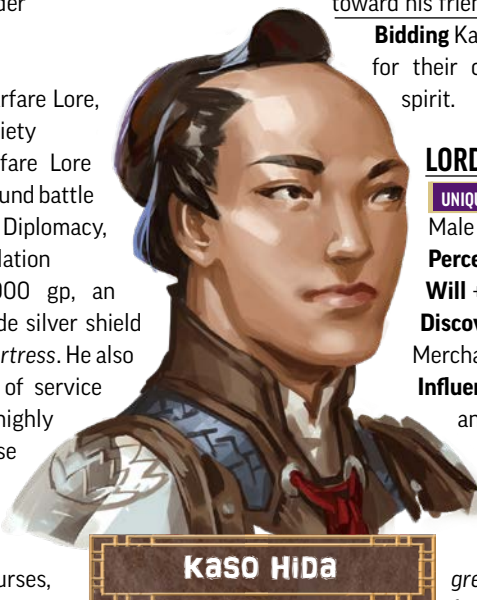 der
rfare Lore,
iety
fare Lore
und battle
Diplomacy,
lation
000 gp, an
de silver shield
rtress. He also
of service
highly
se
urses,
toward his frien
Bidding Ka
for their o
spirit.
LORD
UNIQU
Male
Perce
Will +
Discov
Mercha
Influen
an
gre
KASO HIDA